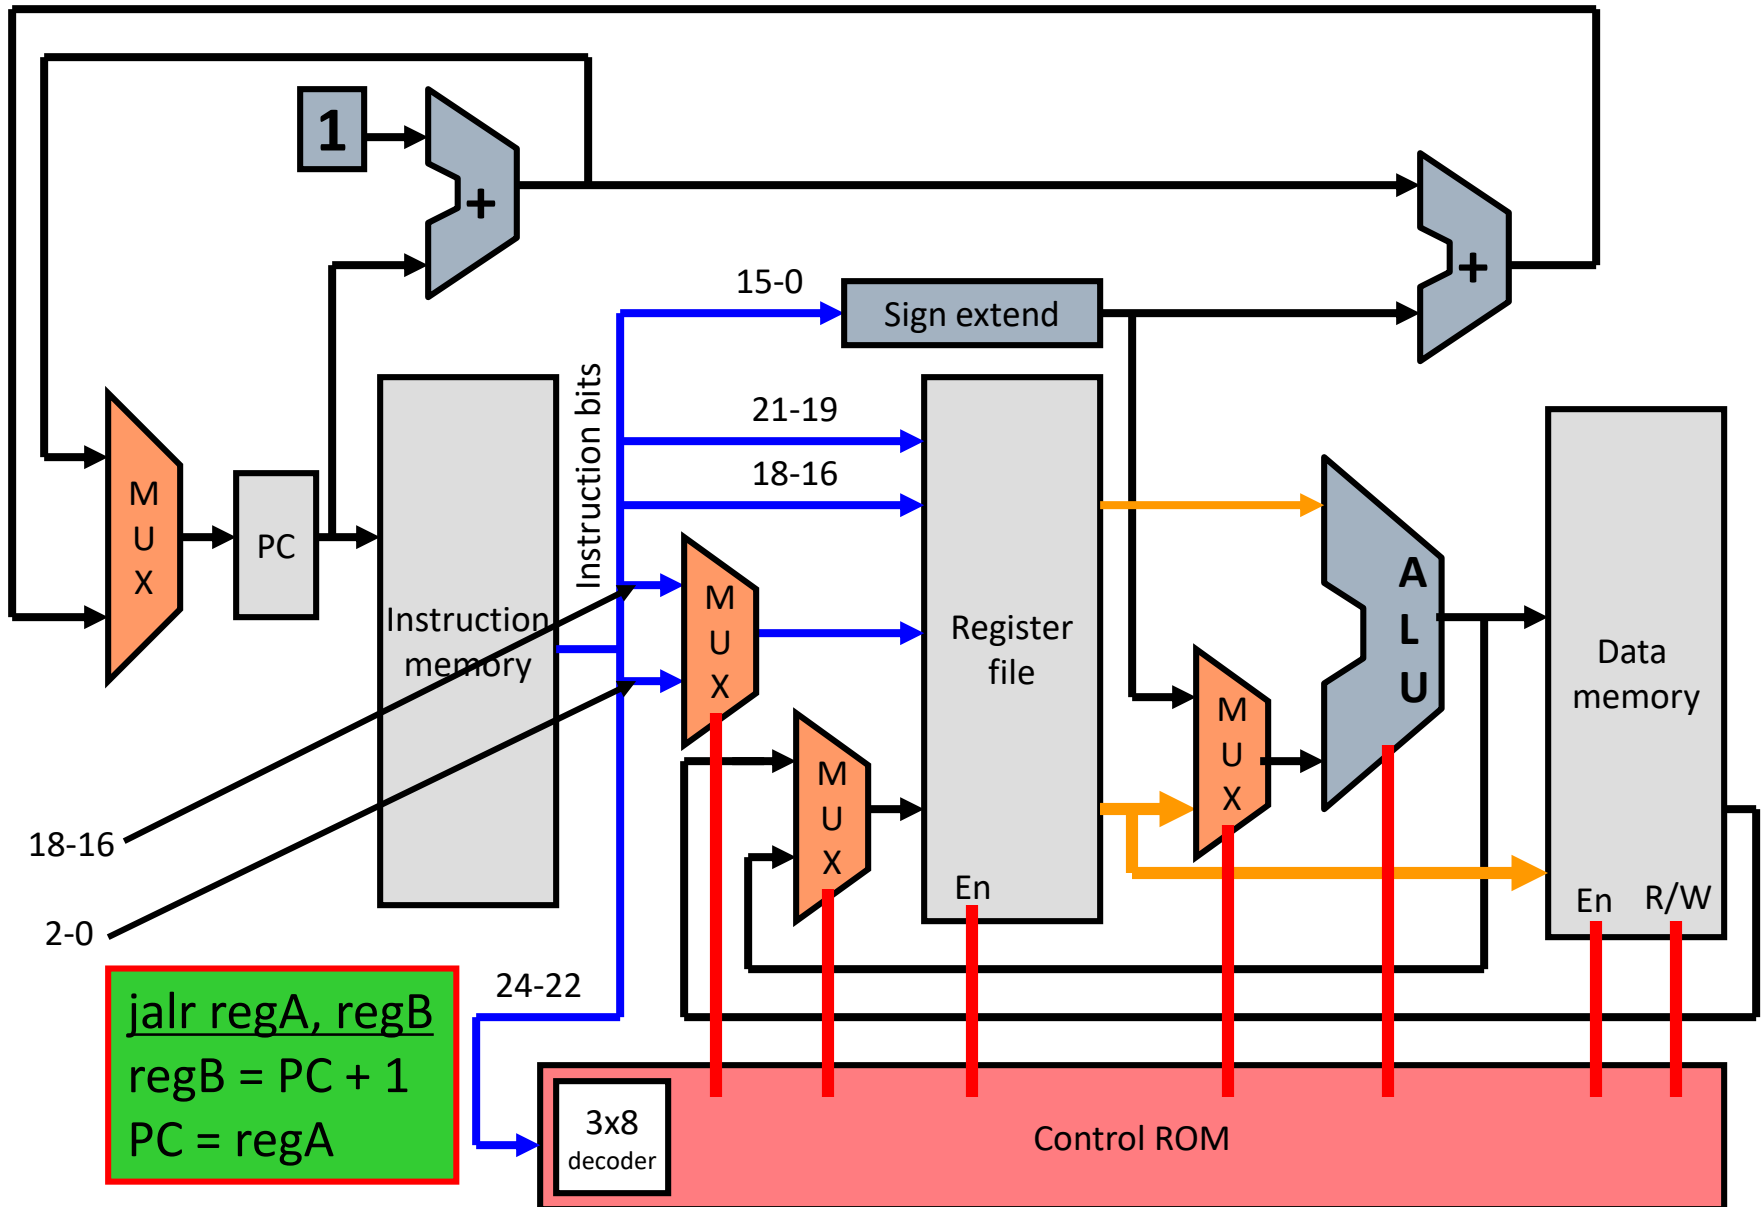 1
+
+
15-0
Sign extend
Instruction bits
21-19
18-16
M
U
X
PC
Instruction
memory
M
U
X
Register
file
En
M
U
X
M
U
X
A
L
U
Data
memory
En
R/W
18-16
2-0
24-22
jalr regA, regB
regB = PC + 1
PC = regA
3x8
decoder
Control ROM